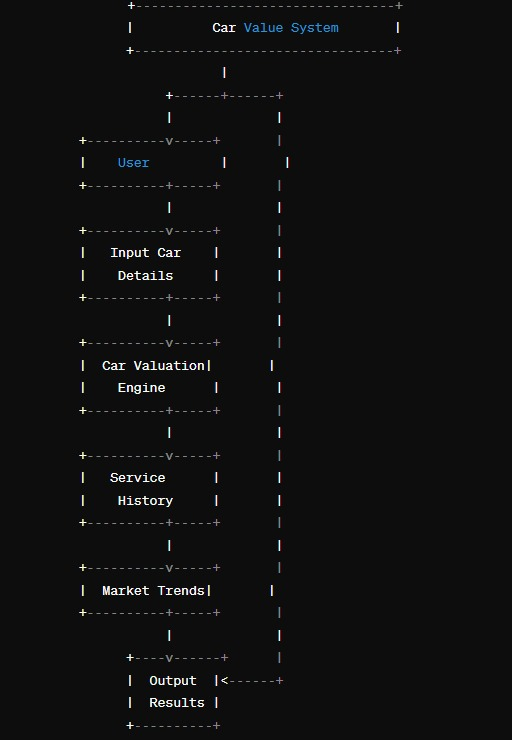 +---------------------------------+
|          Car Value System       |
+---------------------------------+
            |
     +------+------+
     |             |
+----------v-----+       |
|    User         |       |
+----------+-----+       |
           |             |
+----------v-----+       |
|   Input Car    |       |
|    Details     |       |
+----------+-----+       |
           |             |
+----------v-----+       |
|  Car Valuation|       |
|    Engine      |       |
+----------+-----+       |
           |             |
+----------v-----+       |
|   Service      |       |
|    History     |       |
+----------+-----+       |
           |             |
+----------v-----+       |
|  Market Trends|       |
+----------+-----+       |
           |             |
      +----v------+      |
      |  Output  |<------+
      |  Results |
      +----------+